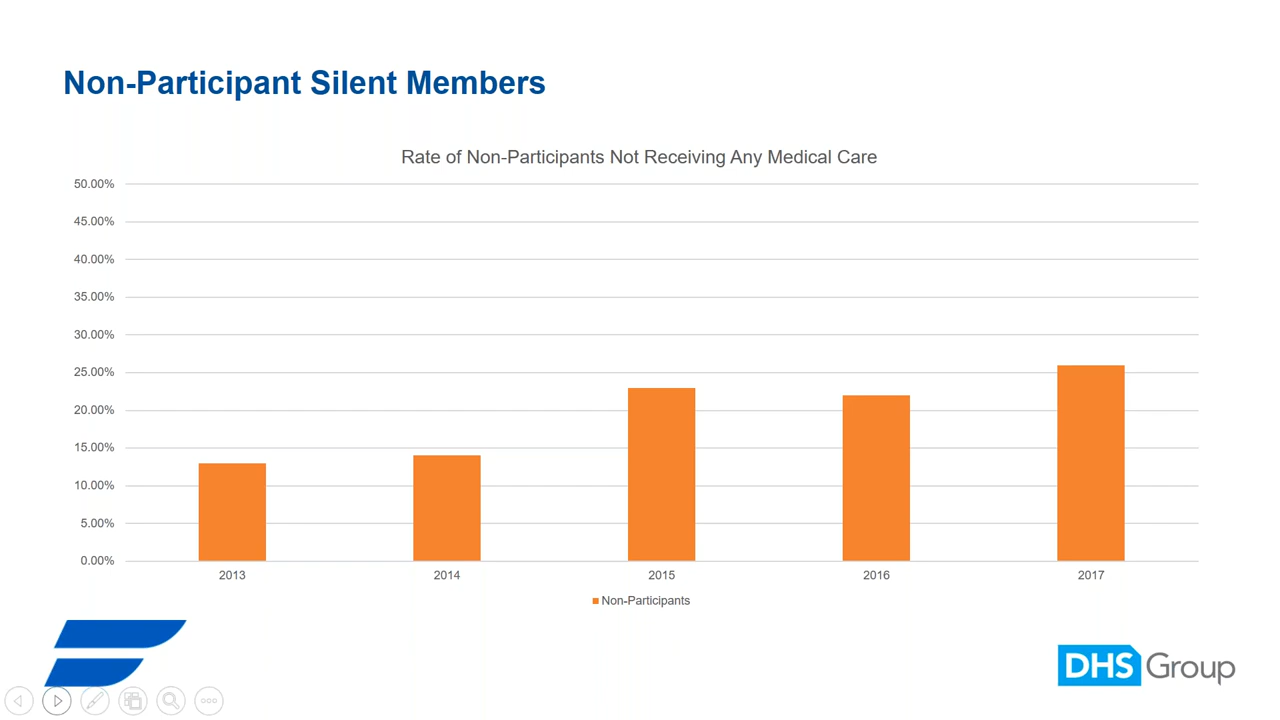 Non-Participant Silent Members
Rate of Non-Participants Not Receiving Any Medical Care
50.00%
45.00%
40.00%
35.00%
30.00%
25.00%
20.00%
15.00%
10.00%
5.00%
0.00%
2013 2014 2015 2016 2017
Non-Participants
DHS Group